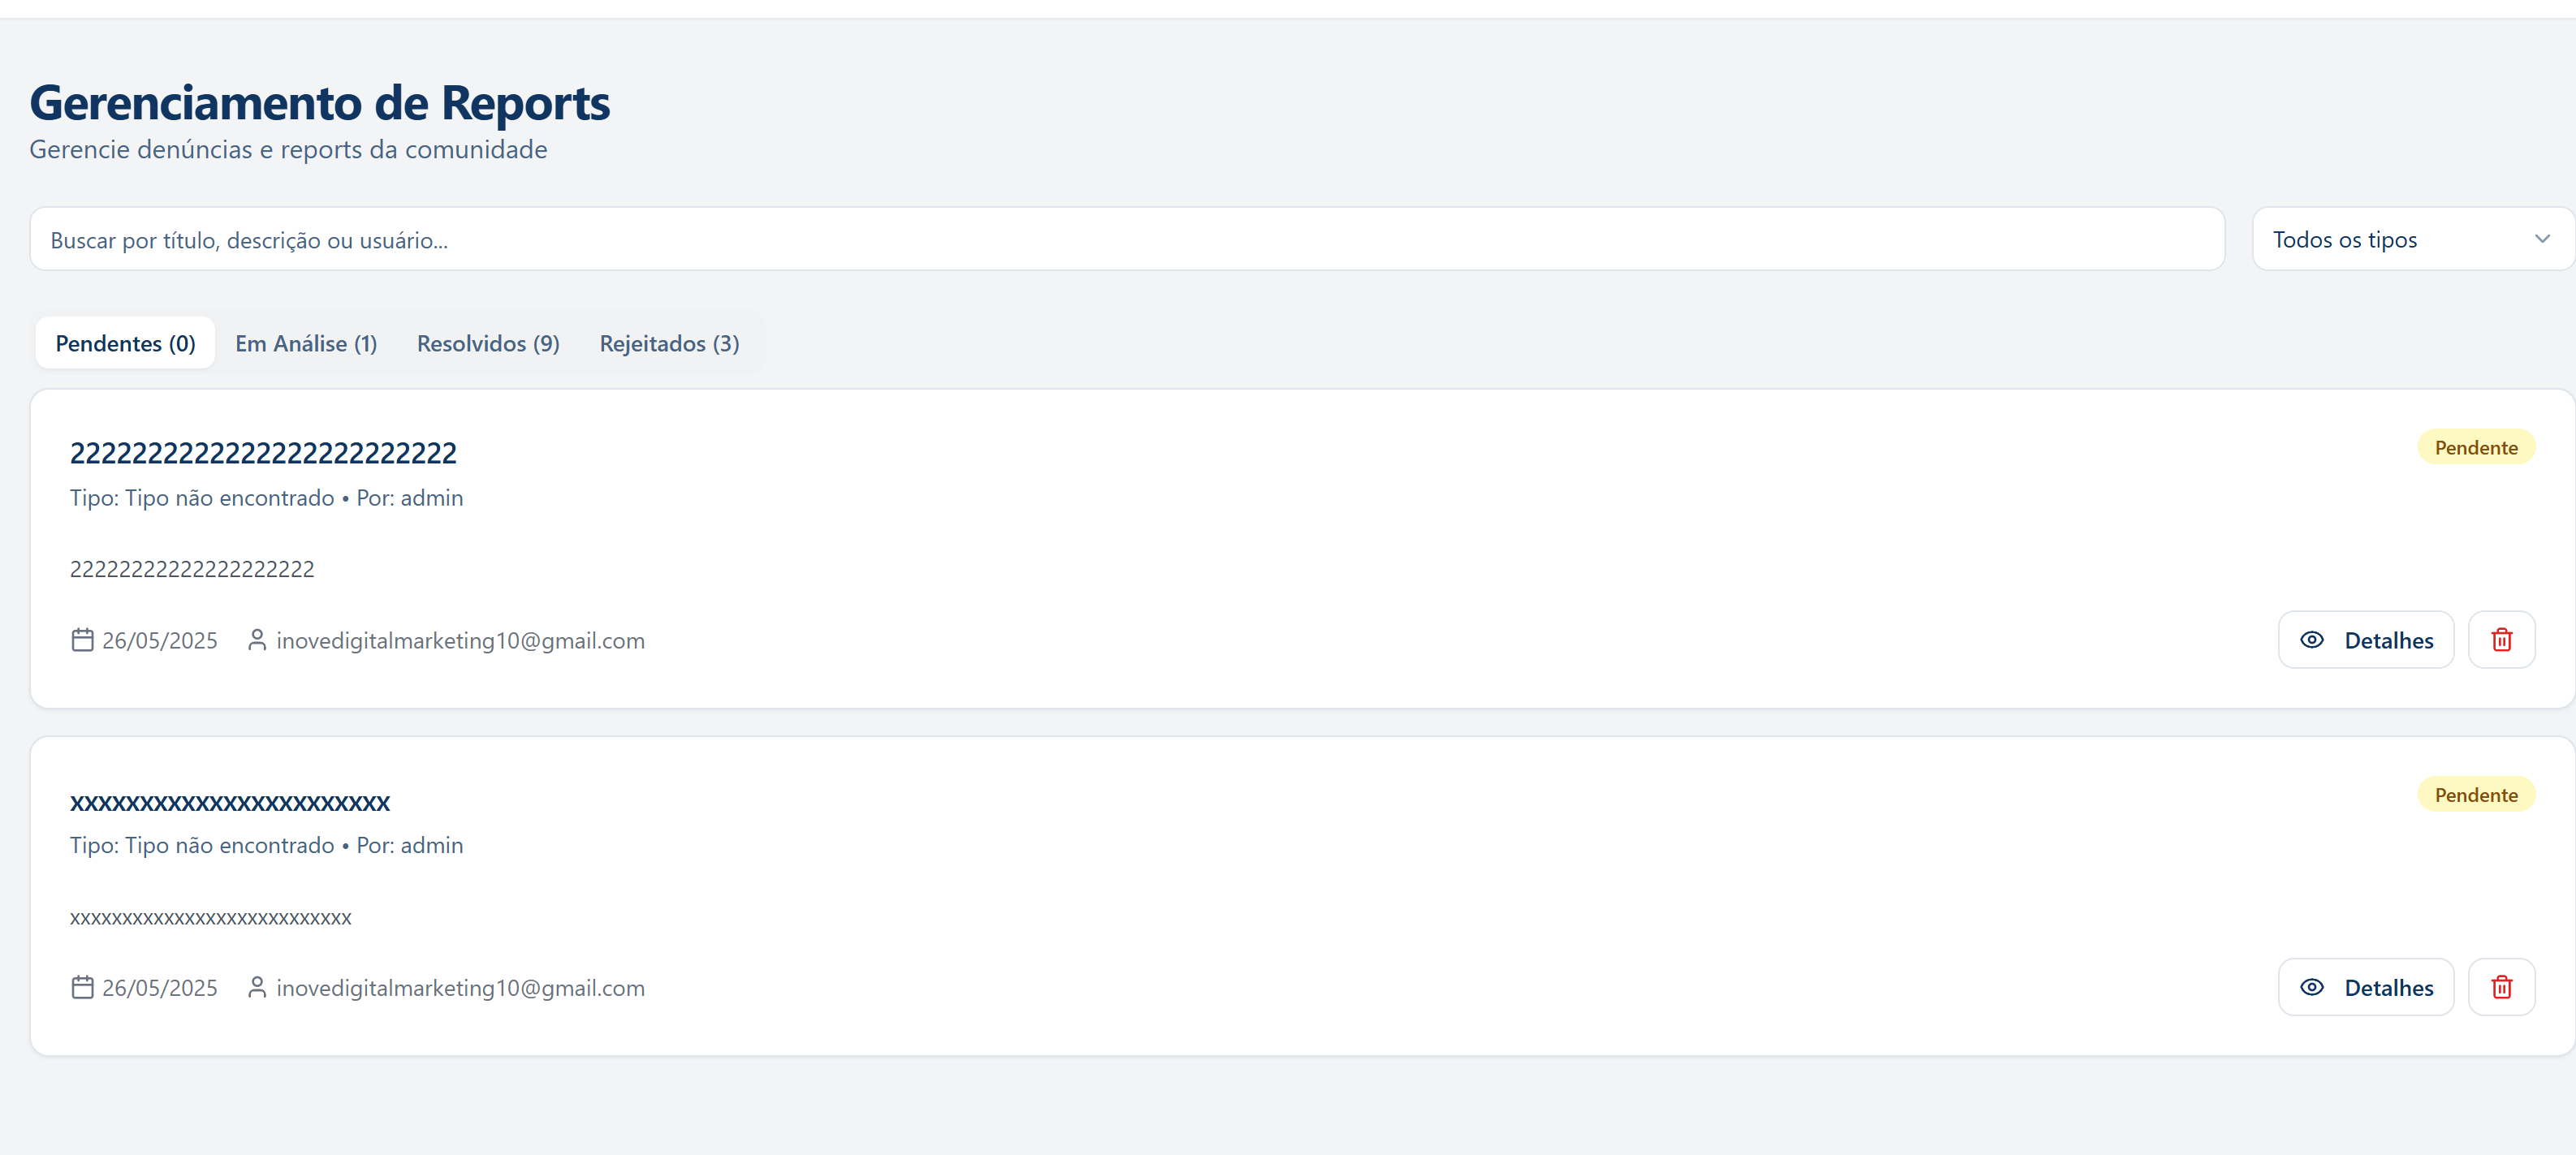 Gerenciamento de Reports
Gerencie denúncias e reports da comunidade
Buscar por título, descrição ou usuário...
Todos os tipos
Pendentes (0)
Em Análise (1)
Resolvidos (9)
Rejeitados (3)
2222222222222222222222222
Pendente
Tipo: Tipo não encontrado • Por: admin
22222222222222222222
26/05/2025
inovedigitalmarketing10@gmail.com
Detalhes
xxxxxxxxxxxxxxxxxxxxxxx
Pendente
Tipo: Tipo não encontrado • Por: admin
xxxxxxxxxxxxxxxxxxxxxxxxxxx
26/05/2025
inovedigitalmarketing10@gmail.com
Detalhes